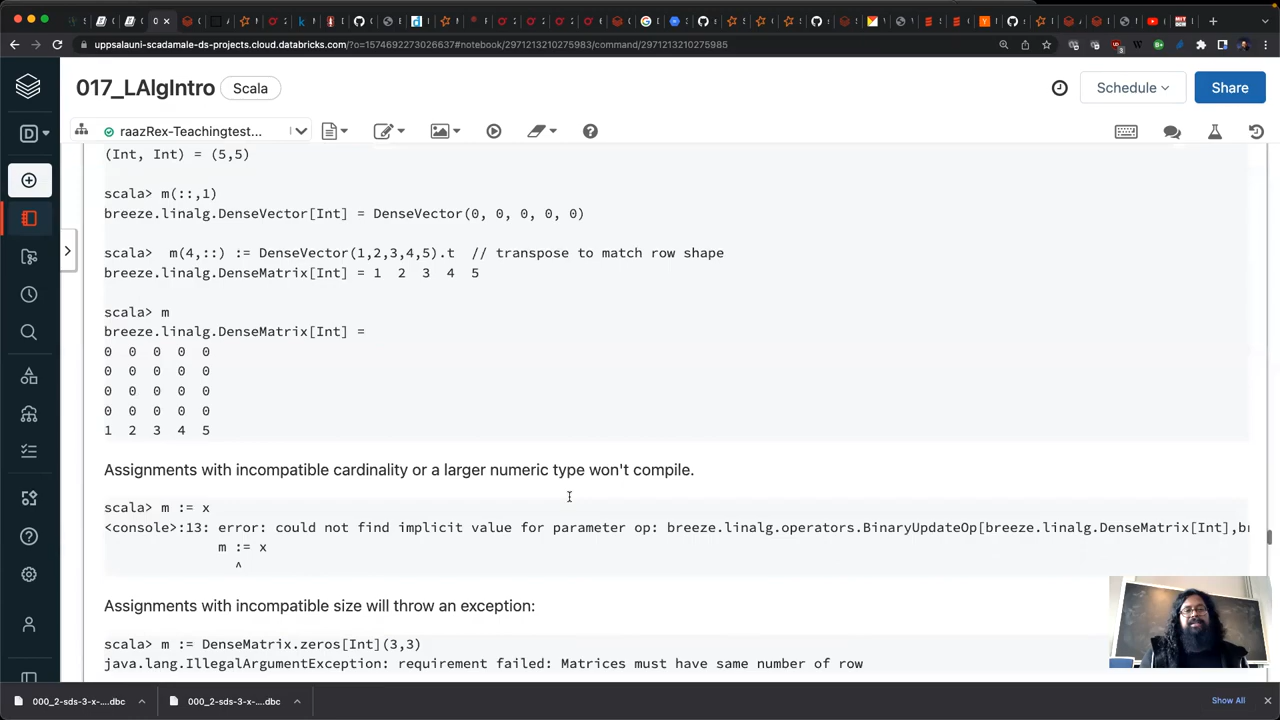 uppsalauni-scadamale-ds-projects.cloud.databricks.com/?o=1574692273026637#notebook/2971213210275983/command/2971213210275985
017_LAlgIntro
Scala
Schedule
Share
D
raazRex-Teachingtest...
(Int, Int) = (5,5)
scala> m(::,1)
breeze.linalg.DenseVector[Int] = DenseVector(0, 0, 0, 0, 0)
scala>  m(4,::) := DenseVector(1,2,3,4,5).t  // transpose to match row shape
breeze.linalg.DenseMatrix[Int] = 1  2  3  4  5
scala> m
breeze.linalg.DenseMatrix[Int] =
0  0  0  0  0
0  0  0  0  0
0  0  0  0  0
0  0  0  0  0
1  2  3  4  5
Assignments with incompatible cardinality or a larger numeric type won't compile.
scala> m := x
<console>:13: error: could not find implicit value for parameter op: breeze.linalg.operators.BinaryUpdateOp[breeze.linalg.DenseMatrix[Int],br
m := x
^
Assignments with incompatible size will throw an exception:
scala> m := DenseMatrix.zeros[Int](3,3)
java.lang.IllegalArgumentException: requirement failed: Matrices must have same number of row
000_2-sds-3-x-....dbc
000_2-sds-3-x-....dbc
Show All